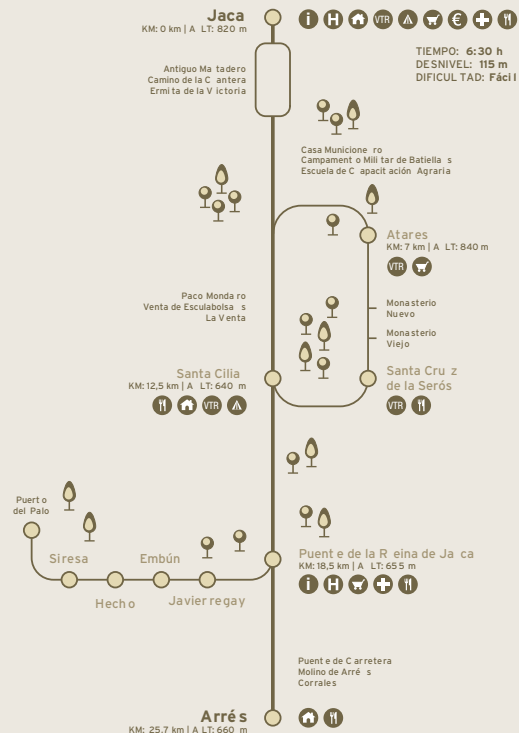 Jaca
KM: 0 km | ALT: 820 m
i H VTR €
TIEMPO: 6:30 h
DESNIVEL: 115 m
DIFICULTAD: Fácil
Antiguo Matadero
Camino de la Cantera
Ermita de la Victoria
Casa Municionero
Campamento Militar de Batiellas
Escuela de Capacitación Agraria
Atares
KM: 7 km | ALT: 840 m
VTR
Paco Mondaro
Venta de Esculabolsas
La Venta
Monasterio
Nuevo
Monasterio
Viejo
Santa Cilia
KM: 12,5 km | ALT: 640 m
VTR
Santa Cruz
de la Serós
VTR
Puerto
del Palo
Siresa
Hecho
Embún
Javierregay
Puente de la Reina de Jaca
KM: 18,5 km | ALT: 655 m
i H
Puente de Carretera
Molino de Arrés
Corrales
Arrés
KM: 25,7 km | ALT: 660 m